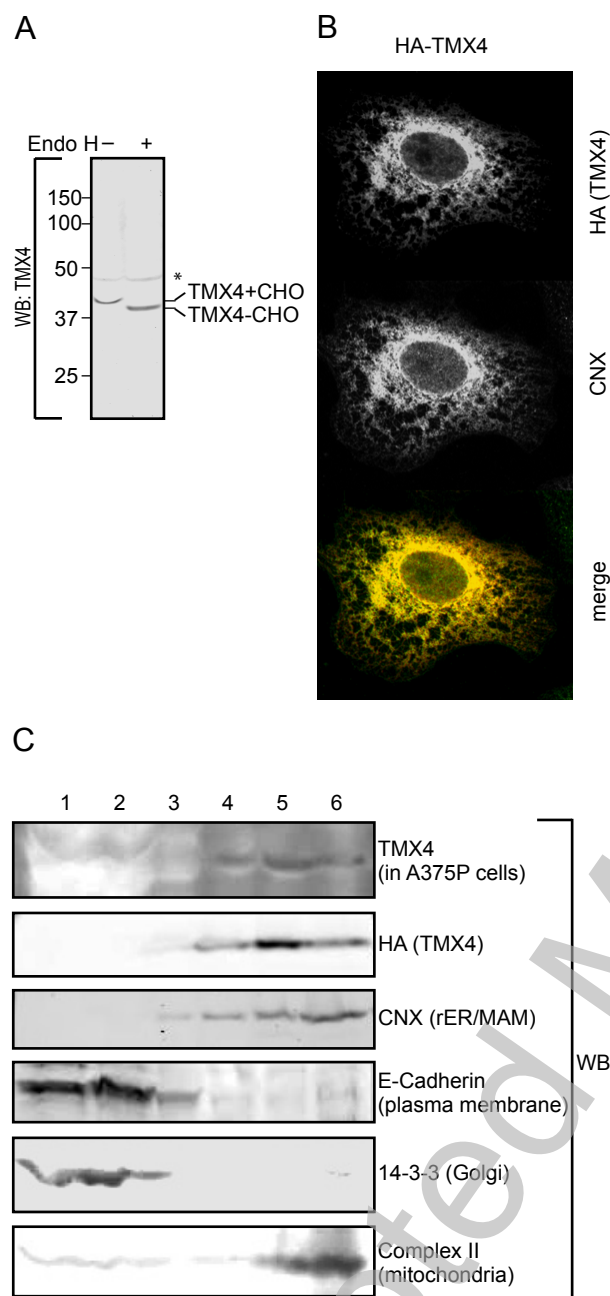 A
Endo H – +
150
100
50
37
25
WB: TMX4
*
TMX4+CHO
TMX4-CHO
B
HA-TMX4
HA (TMX4)
CNX
merge
C
1 2 3 4 5 6
TMX4
(in A375P cells)
HA (TMX4)
CNX (rER/MAM)
E-Cadherin
(plasma membrane)
14-3-3 (Golgi)
Complex II
(mitochondria)
WB
oted M